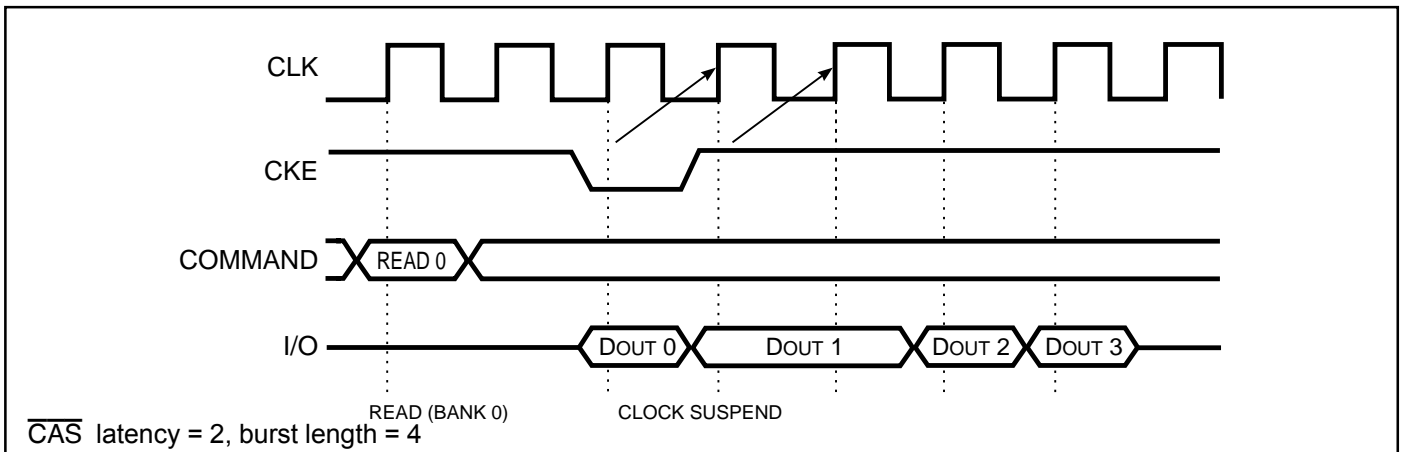 CLK
CKE
COMMAND
READ 0
I/O
DOUT 0
DOUT 1
DOUT 2
DOUT 3
READ (BANK 0)
CLOCK SUSPEND
C̅A̅S̅ latency = 2, burst length = 4